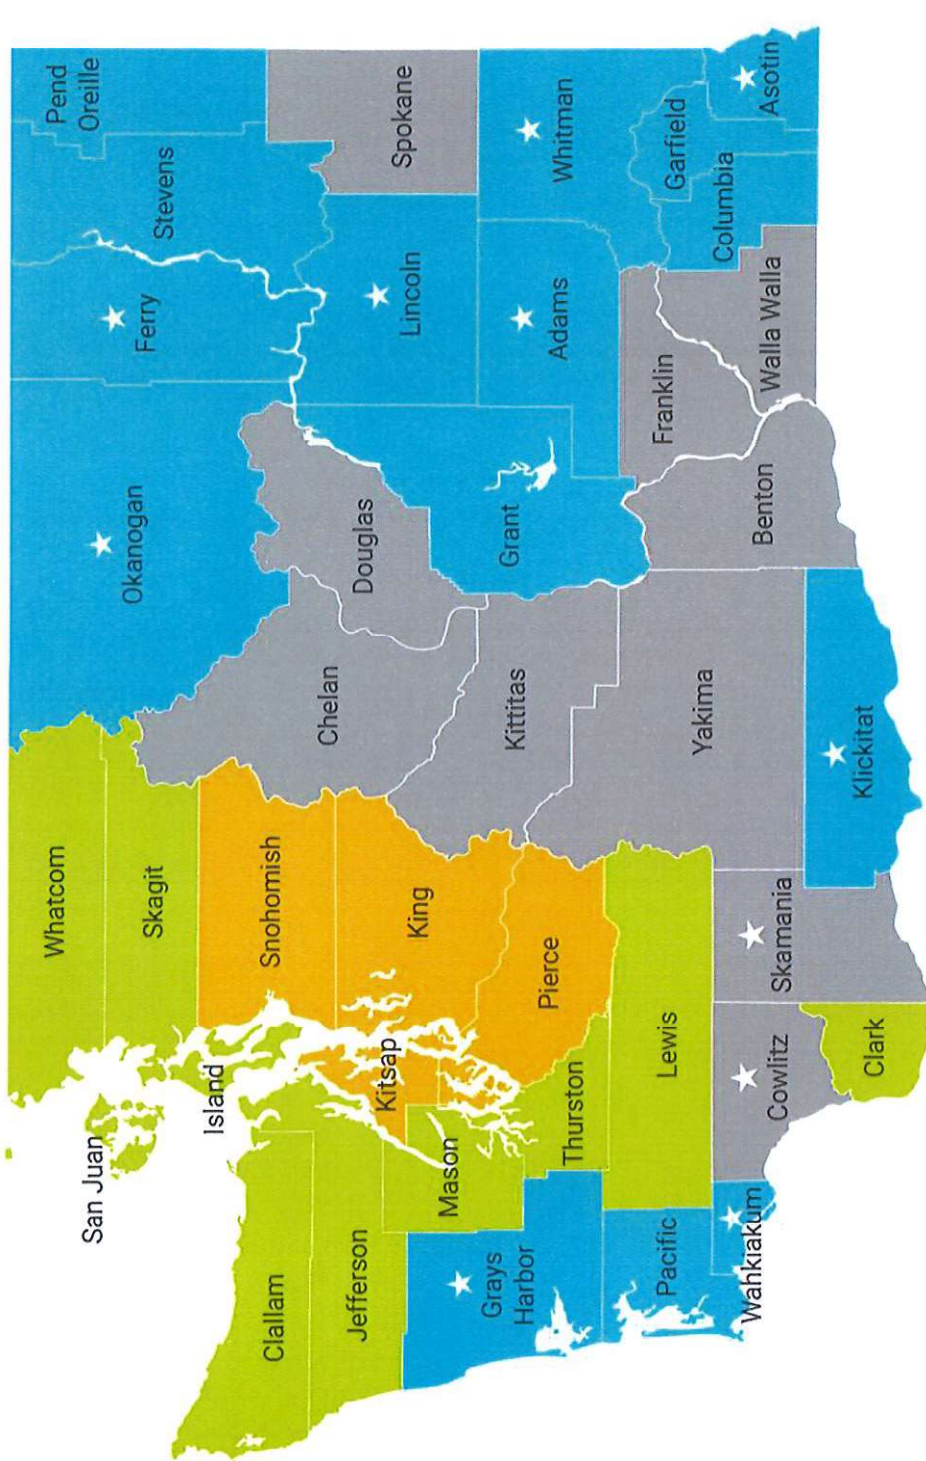 Whatcom
San Juan
Skagit
Island
Clallam
Snohomish
Jefferson
Kitsap
King
Mason
Grays
Harbor
Pierce
Thurston
Pacific
Lewis
Wahkiakum
Cowlitz
Skamania
Clark
Okanogan
Chelan
Douglas
Kittitas
Yakima
Klickitat
Ferry
Stevens
Pend
Oreille
Lincoln
Spokane
Grant
Adams
Whitman
Franklin
Benton
Walla Walla
Columbia
Garfield
Asotin